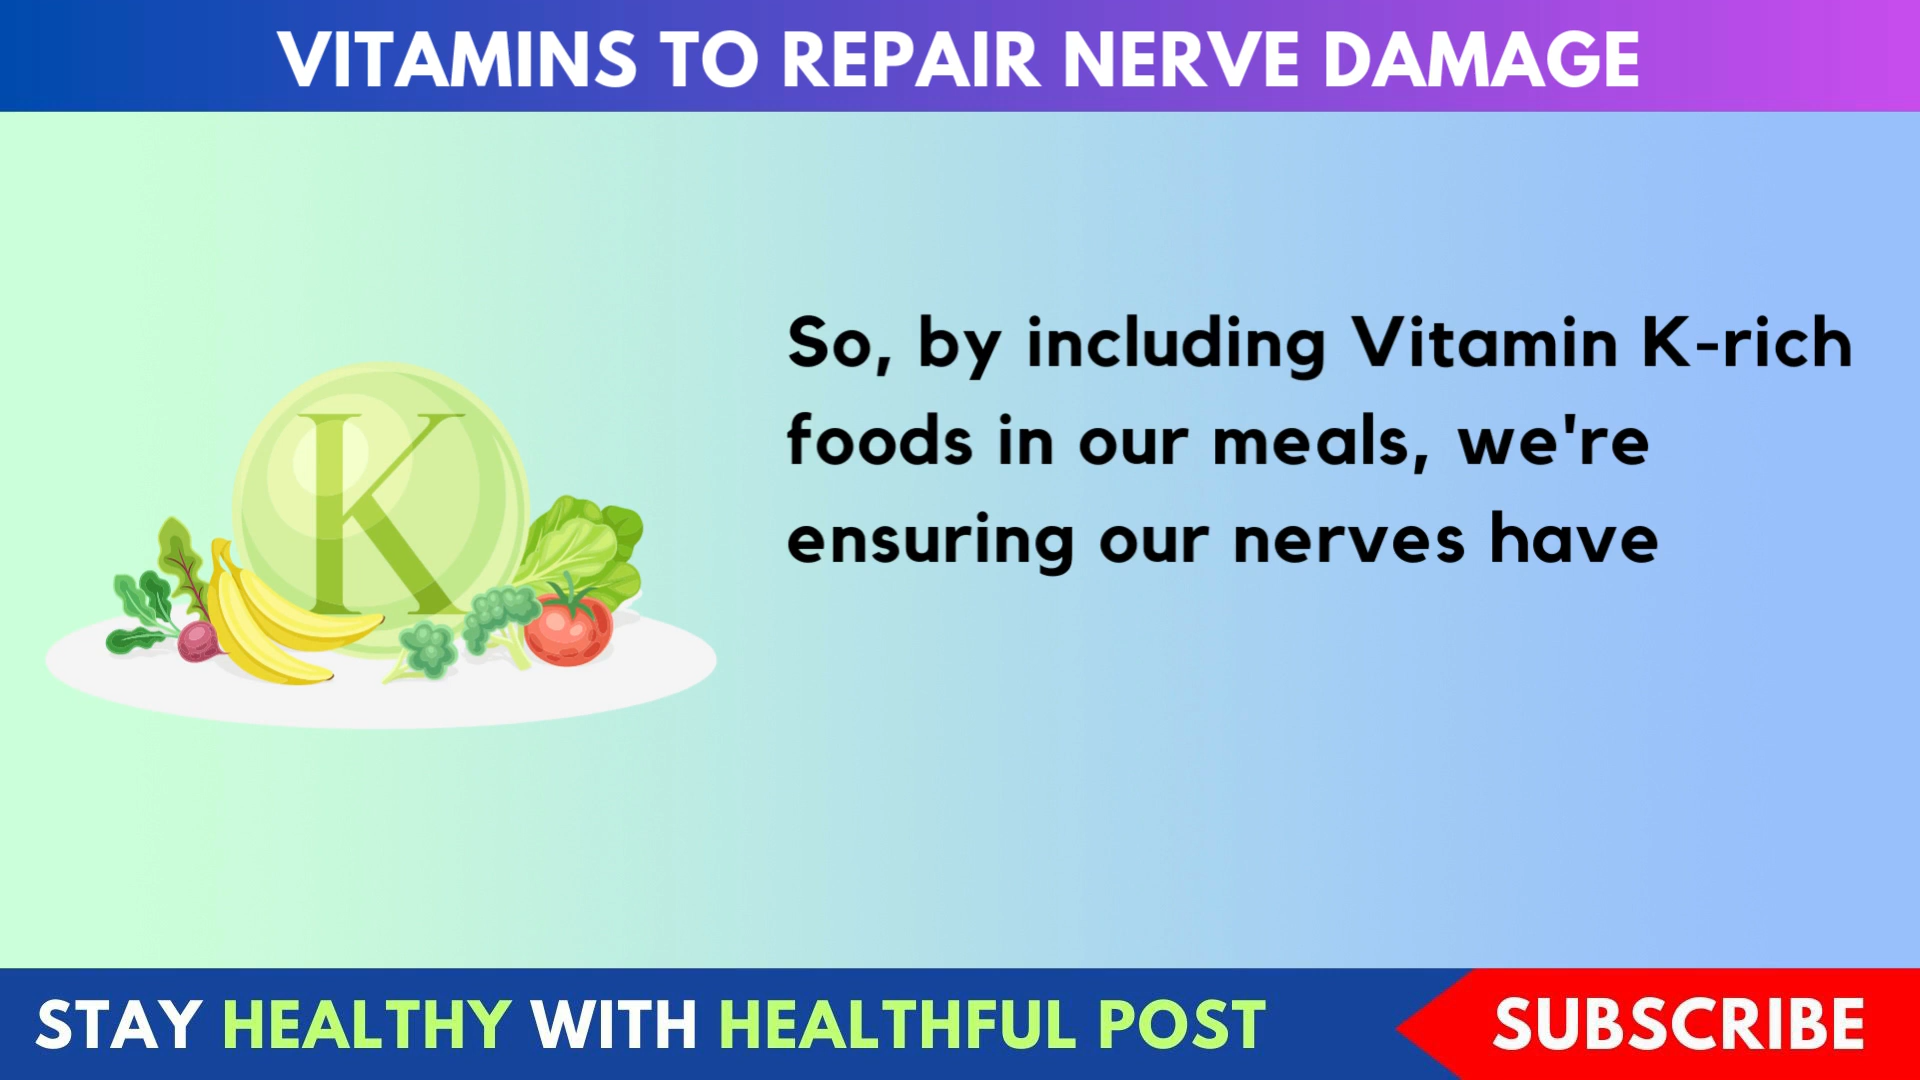 VITAMINS TO REPAIR NERVE DAMAGE
K
So, by including Vitamin K-rich
foods in our meals, we're
ensuring our nerves have
STAY HEALTHY WITH HEALTHFUL POST
SUBSCRIBE